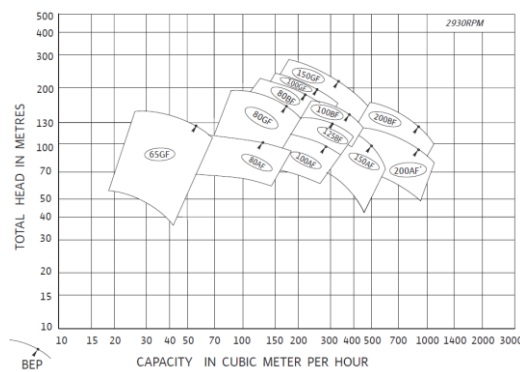 2930RPM
TOTAL HEAD IN METRES
500
400
300
200
130
100
70
50
40
30
20
15
10
150GF
100GF
80BF
100BF
200BF
80GF
125BF
65GF
80AF
100AF
150AF
200AF
10 15 20 30 40 50 70 100 150 200 300 400 500 700 1000 1400 2000 3000
BEP
CAPACITY IN CUBIC METER PER HOUR